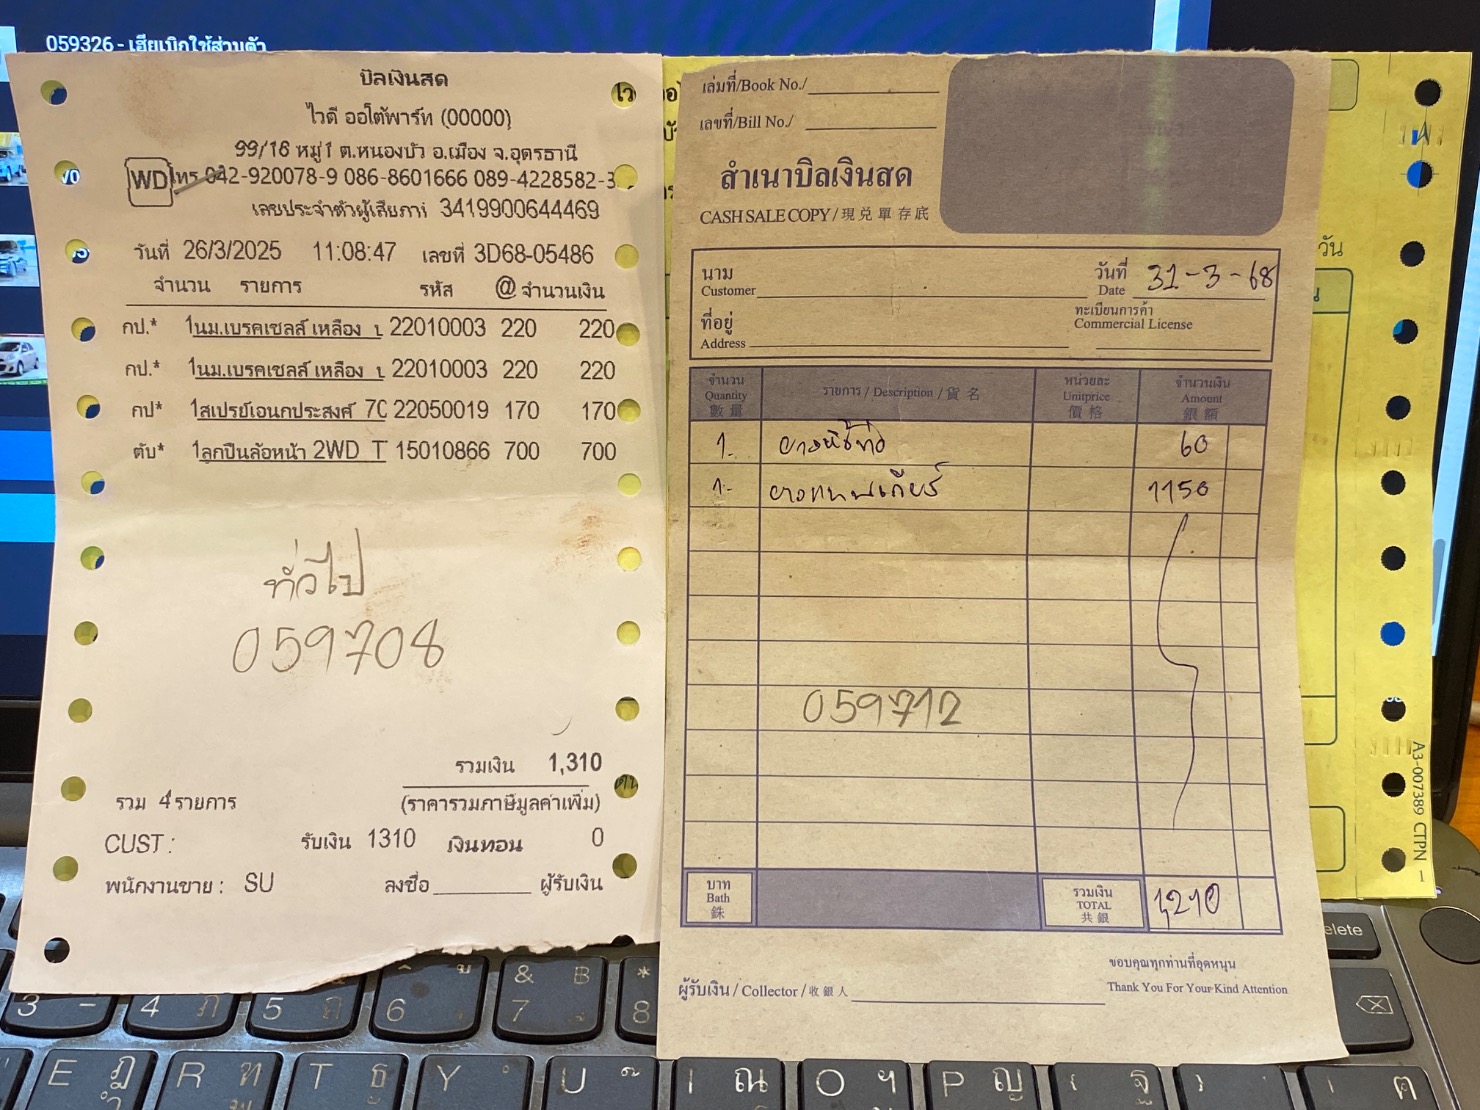 059326 - เฮียเบิกใช้ส่วนตัว
บิลเงินสด
ไวดี ออโต้พาร์ท (00000)
99/16 หมู่1 ต.หนองบัว อ.เมือง จ.อุดรธานี
WD โทร 042-920078-9 086-8601666 089-4228582-3
เลขประจำตัวผู้เสียภาษี 3419900644469
วันที่ 26/3/2025 11:08:47 เลขที่ 3D68-05486
จำนวน รายการ รหัส @ จำนวนเงิน
กป.* 1นม.เบรคเซลล์ เหลือง 22010003 220 220
กป.* 1นม.เบรคเซลล์ เหลือง 22010003 220 220
กป* 1สเปรย์เอนกประสงค์ 22050019 170 170
ตับ* 1ลูกปืนล้อหน้า 2WD T 15010866 700 700
ทั่วไป
059708
รวมเงิน 1,310
รวม 4 รายการ (ราคารวมภาษีมูลค่าเพิ่ม)
CUST : รับเงิน 1310 เงินทอน 0
พนักงานขาย : SU ลงชื่อ ผู้รับเงิน
เล่มที่/Book No./
เลขที่/Bill No./
สำเนาบิลเงินสด
CASH SALE COPY / 現兌單存底
นาม
Customer
วันที่ 31-3-68
Date
ที่อยู่
Address
ทะเบียนการค้า
Commercial License
จำนวน รายการ / Description / 貨名 หน่วยละ จำนวนเงิน
Quantity Unitprice Amount
數量 價格 銀額
1. 60
1. 1150
059712
บาท
Bath
銖
รวมเงิน
TOTAL
共銀
1,210
ขอบคุณทุกท่านที่อุดหนุน
Thank You For Your Kind Attention
ผู้รับเงิน / Collector / 收銀人
วัน
A3-007389 CTPN -
elete
3 - 4 ภ 5 ถ 6 & 7 * 8
E R T Y U I O P